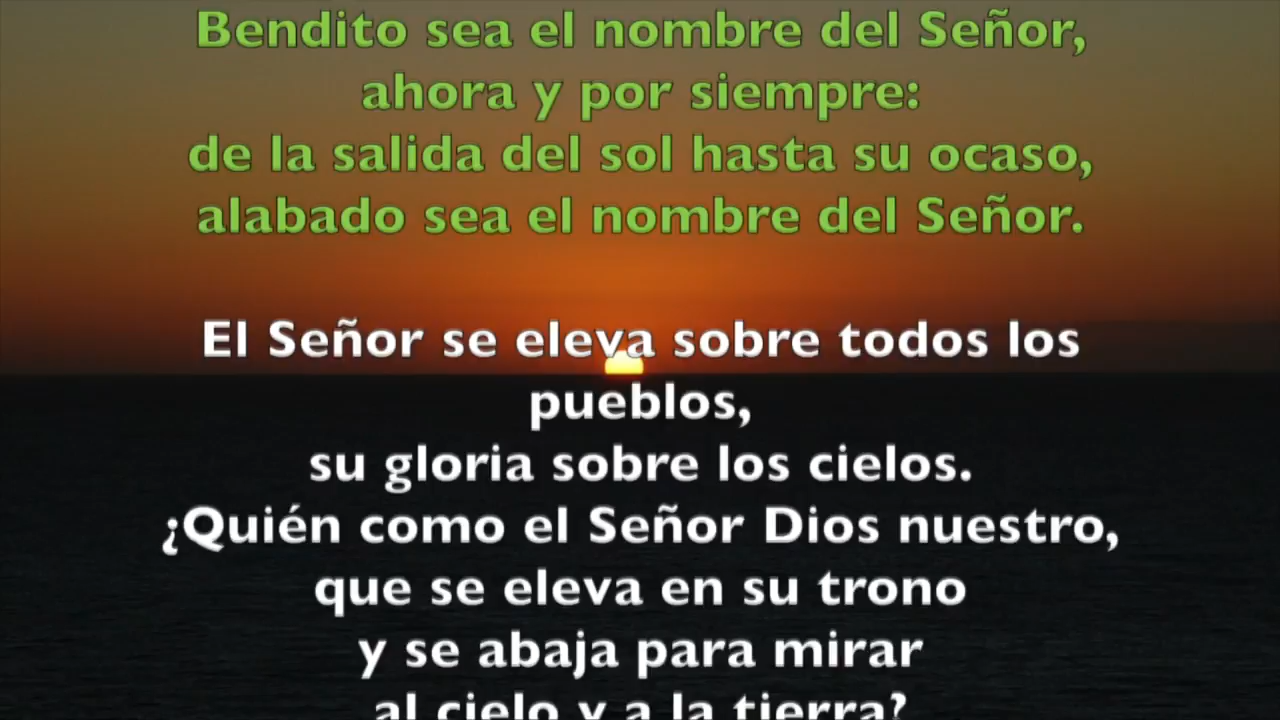 Bendito sea el nombre del Señor,
ahora y por siempre:
de la salida del sol hasta su ocaso,
alabado sea el nombre del Señor.
El Señor se eleva sobre todos los
pueblos,
su gloria sobre los cielos.
¿Quién como el Señor Dios nuestro,
que se eleva en su trono
y se abaja para mirar
al cielo y a la tierra?